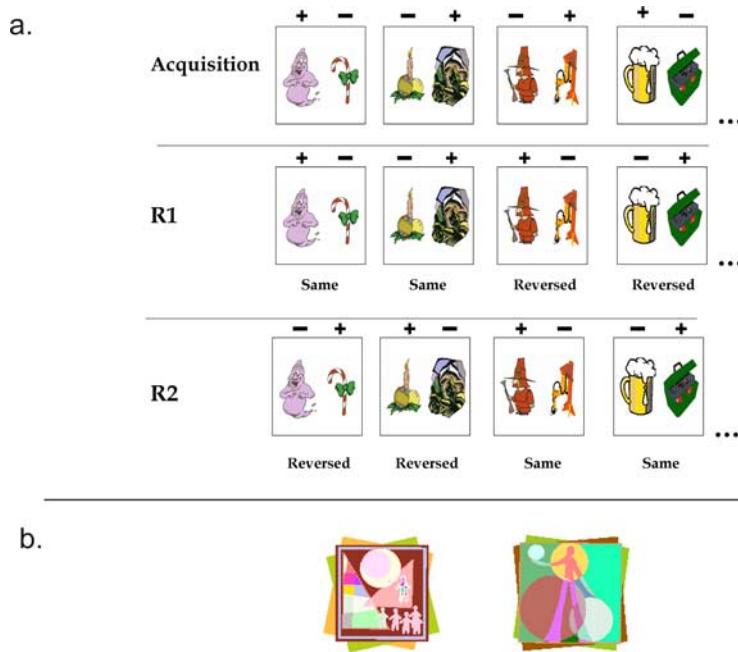 a.
+ − − + − + + −
Acquisition
...
+ − − + + − − +
R1
...
Same Same Reversed Reversed
− + + − + − − +
R2
...
Reversed Reversed Same Same
b.